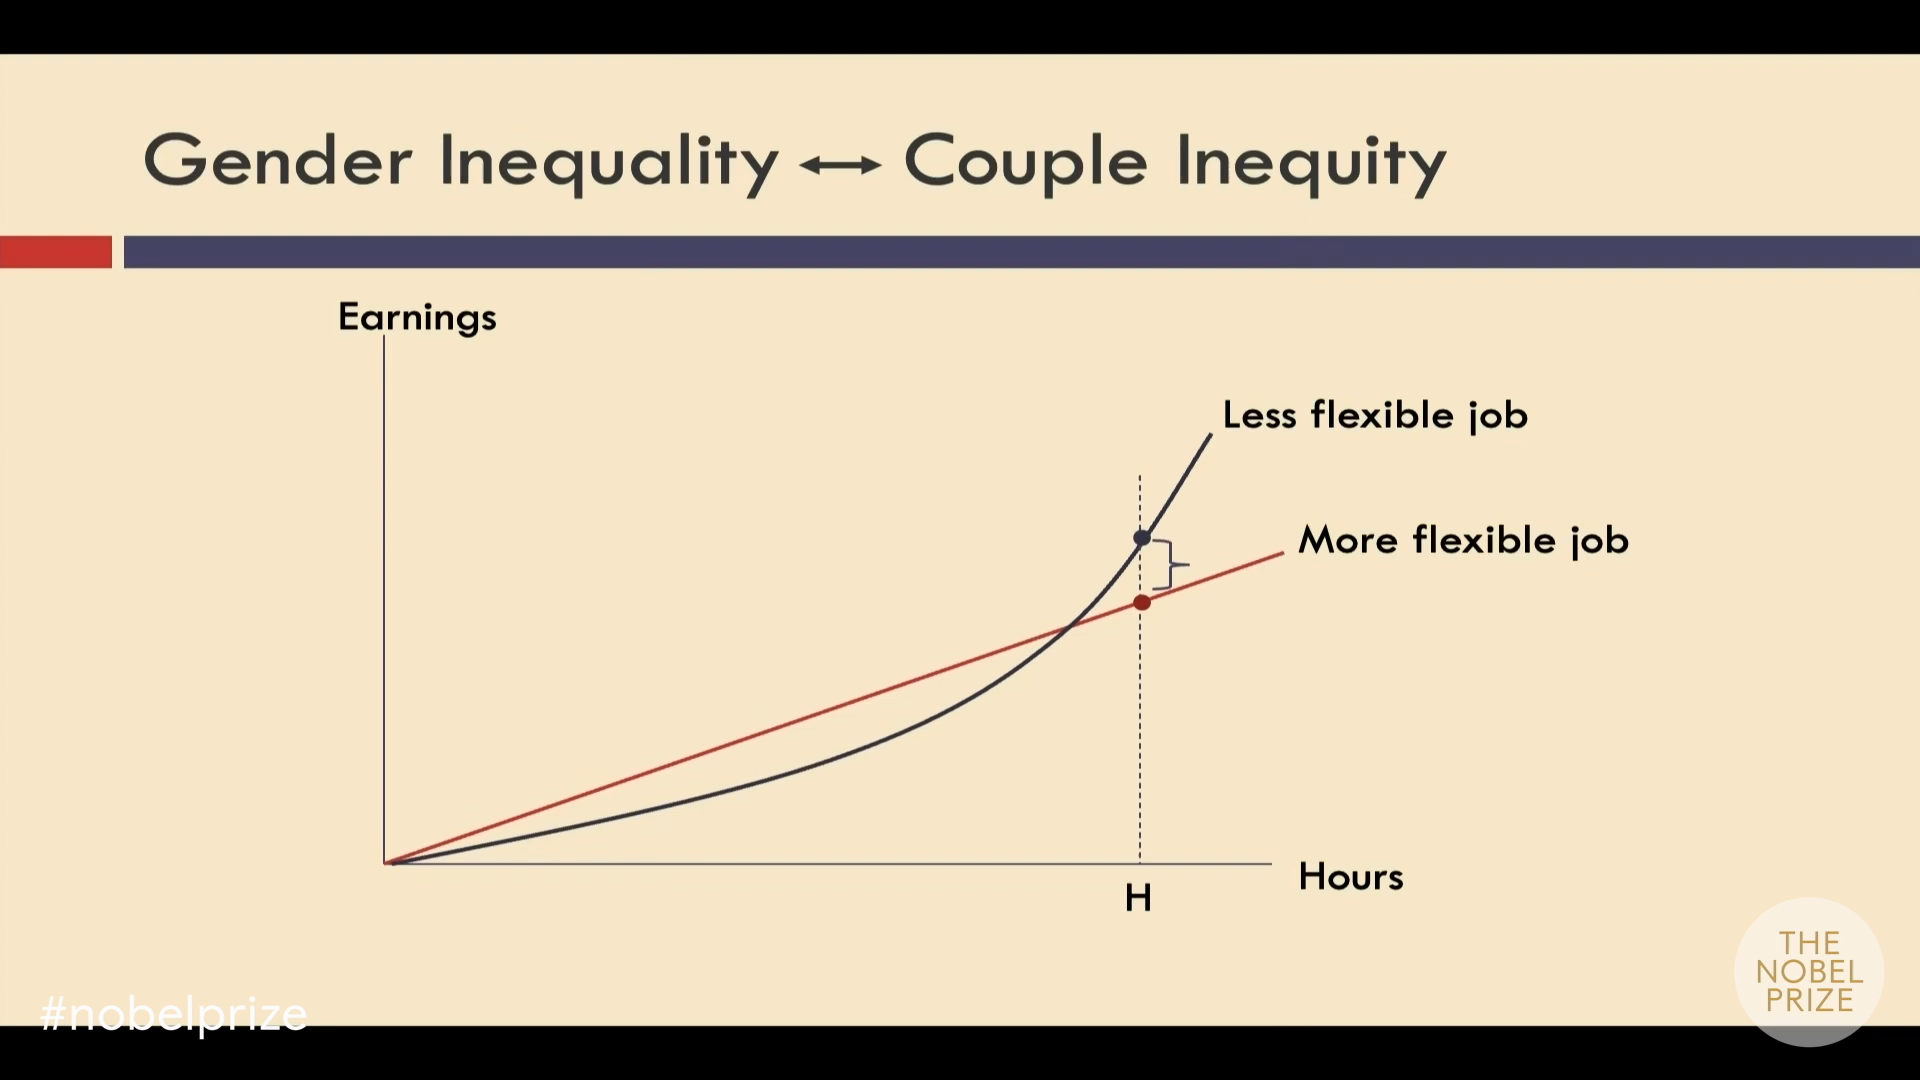 Gender Inequality ↔ Couple Inequity
Earnings
Less flexible job
More flexible job
Hours
H
THE
NOBEL
PRIZE
#nobelprize